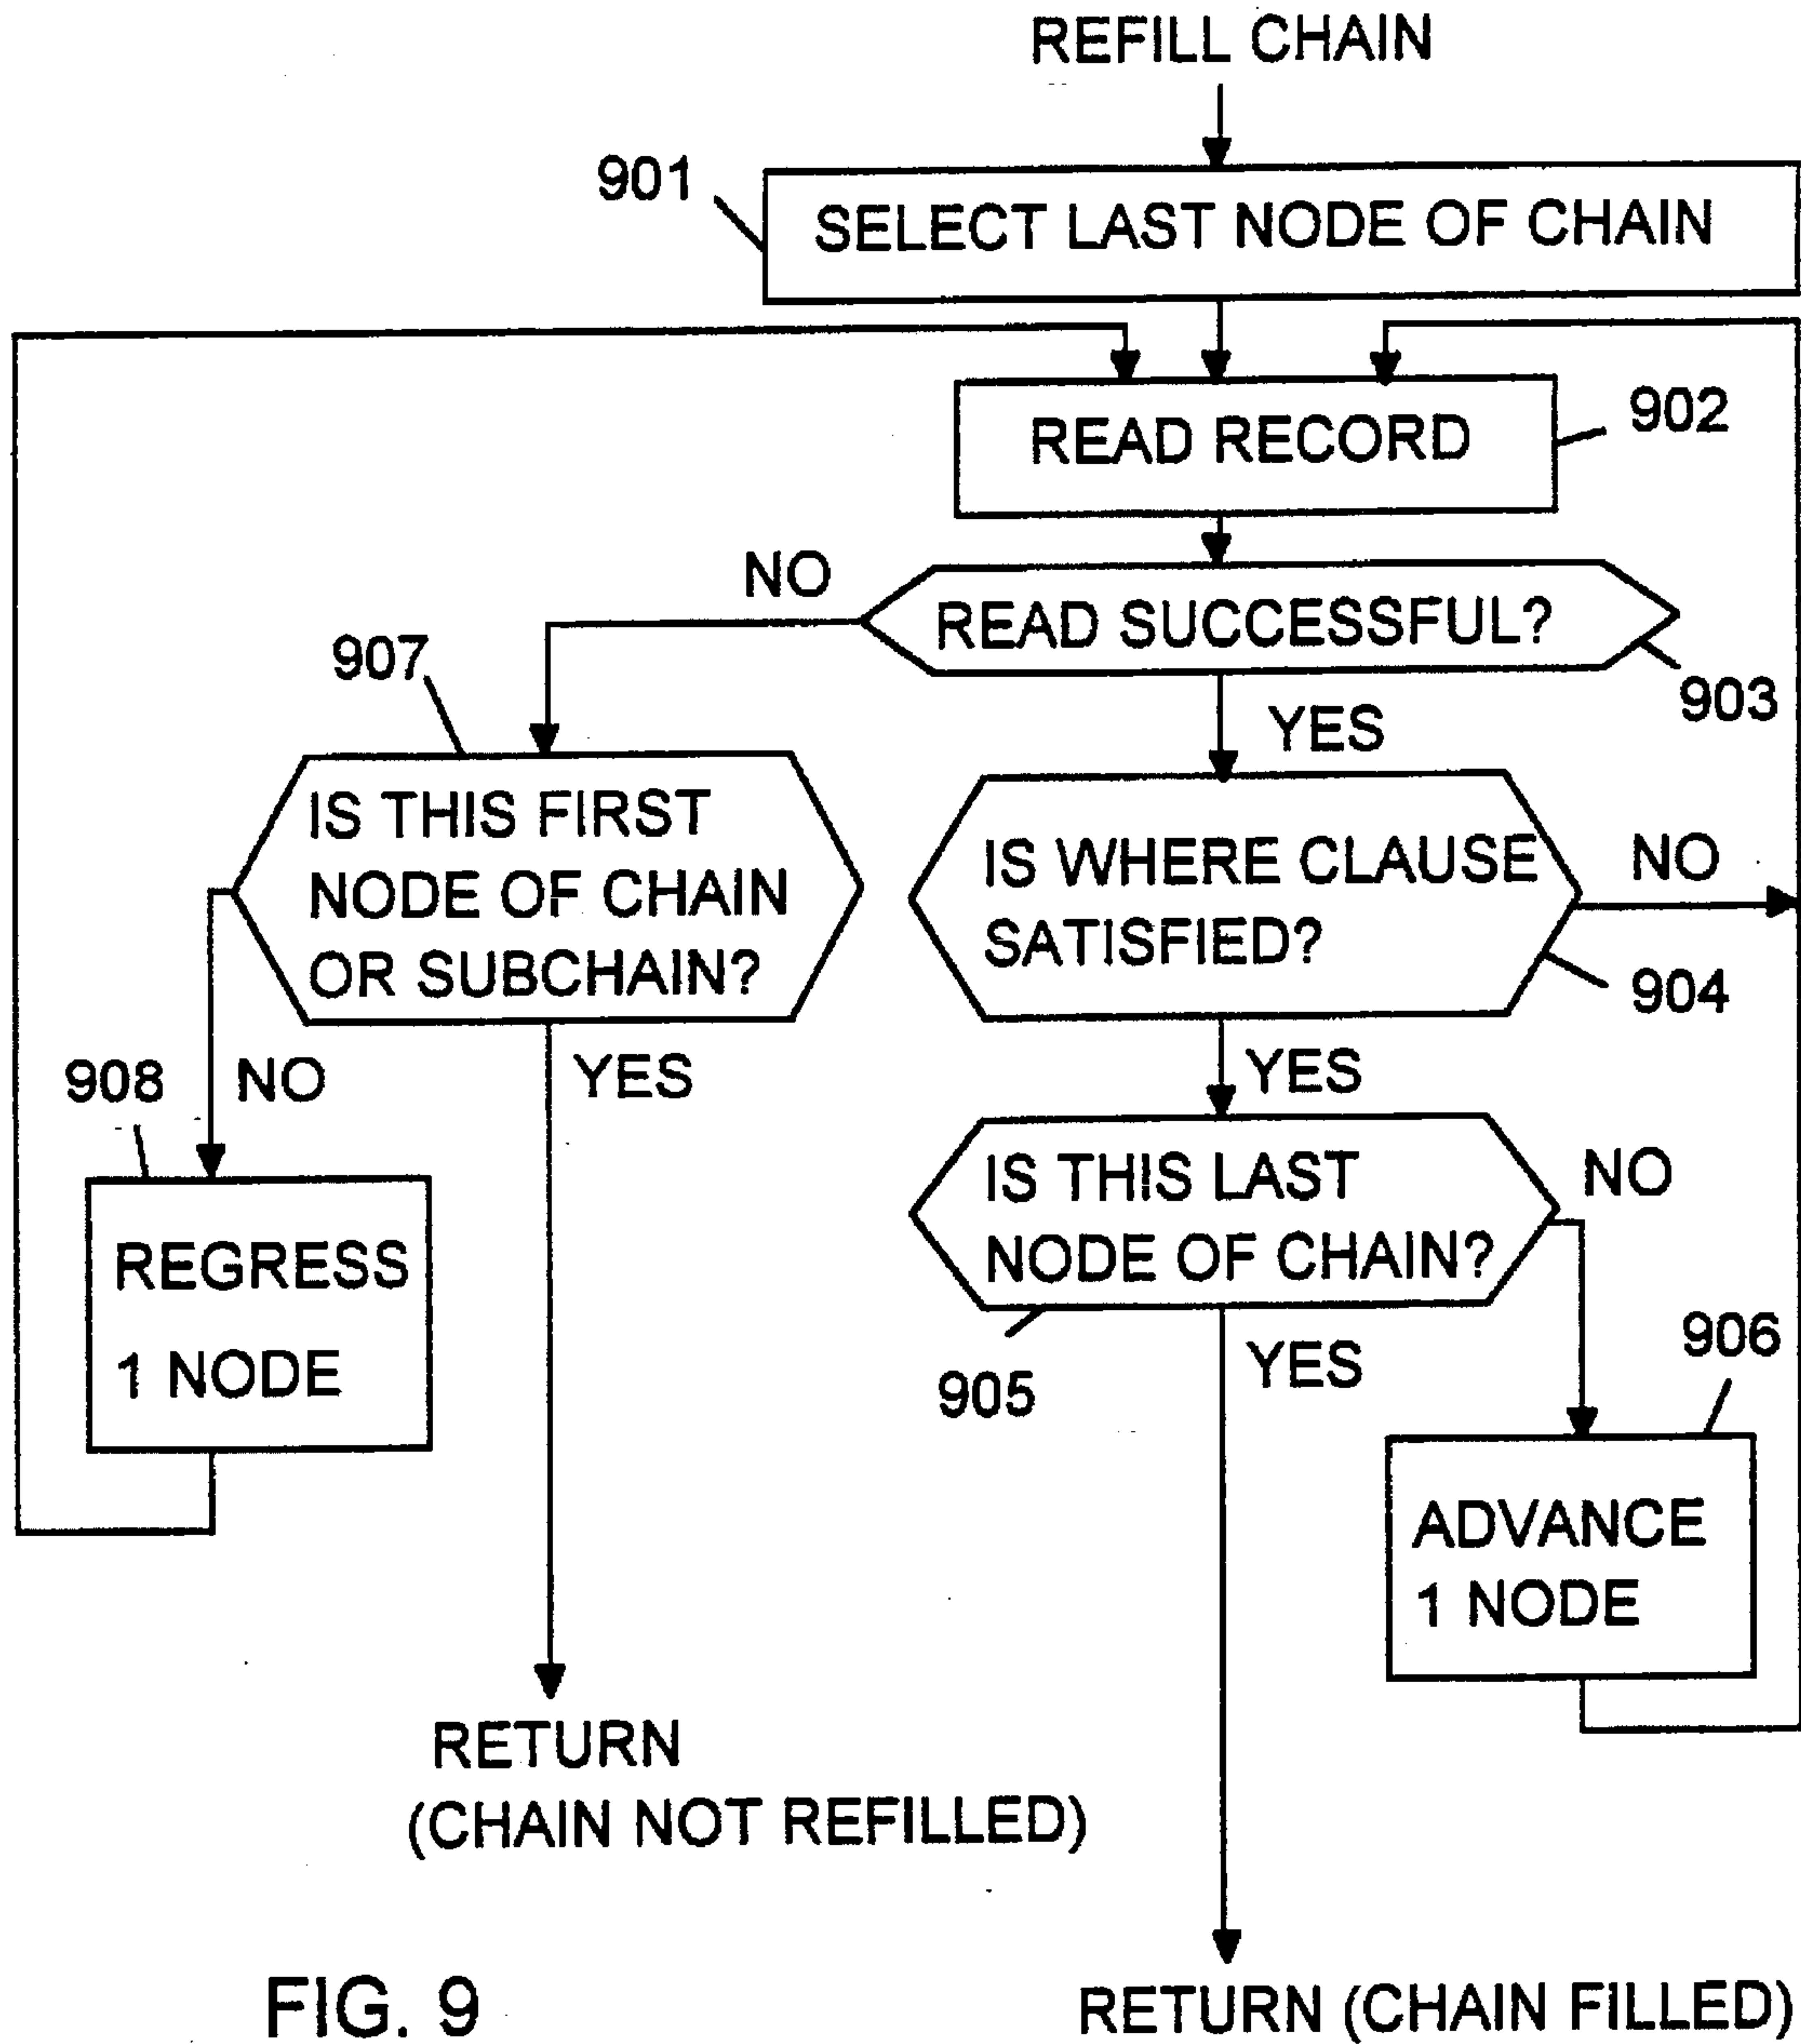 REFILL CHAIN
901
SELECT LAST NODE OF CHAIN
READ RECORD
902
NO
READ SUCCESSFUL?
903
907
YES
IS THIS FIRST
NODE OF CHAIN
OR SUBCHAIN?
IS WHERE CLAUSE
SATISFIED?
NO
904
908
NO
YES
YES
IS THIS LAST
NODE OF CHAIN?
NO
REGRESS
1 NODE
905
YES
906
ADVANCE
1 NODE
RETURN
(CHAIN NOT REFILLED)
RETURN (CHAIN FILLED)
FIG. 9